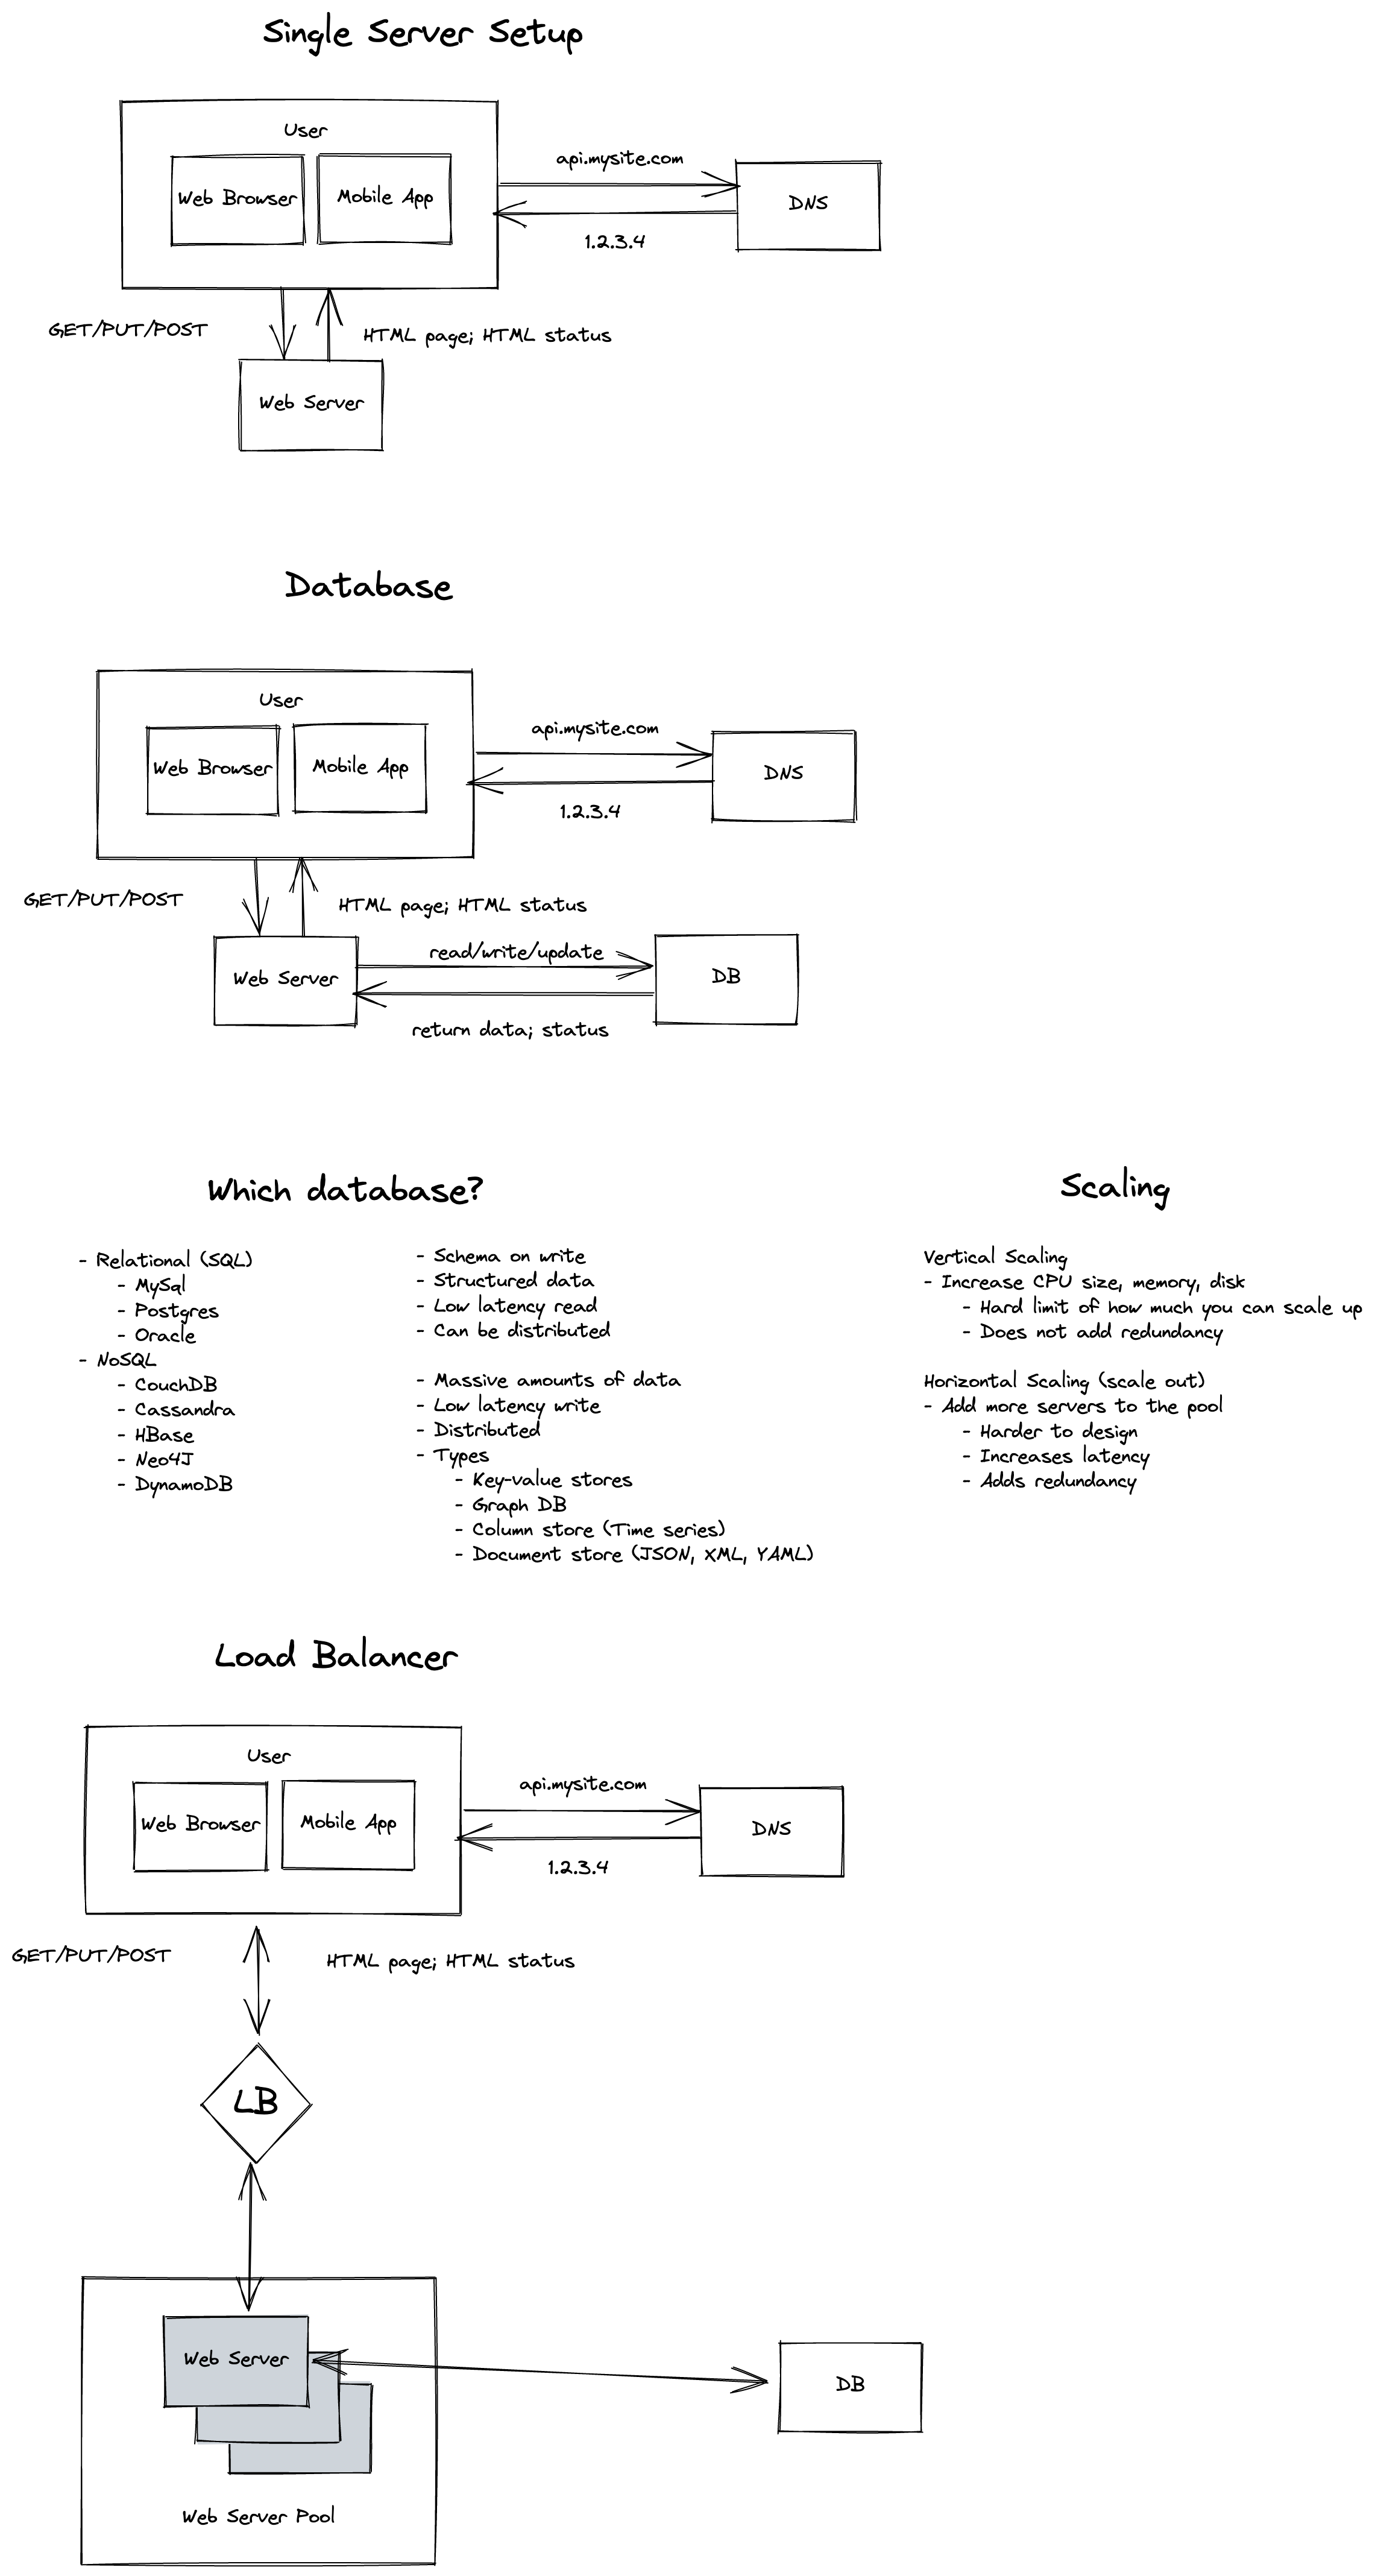 Single Server Setup
User
Web Browser
Mobile App
api.mysite.com
1.2.3.4
DNS
GET/PUT/POST
HTML page; HTML status
Web Server
Database
User
Web Browser
Mobile App
api.mysite.com
1.2.3.4
DNS
GET/PUT/POST
HTML page; HTML status
Web Server
read/write/update
return data; status
DB
Which database?
- Relational (SQL)
- MySql
- Postgres
- Oracle
- NoSQL
- CouchDB
- Cassandra
- HBase
- Neo4J
- DynamoDB
- Schema on write
- Structured data
- Low latency read
- Can be distributed
- Massive amounts of data
- Low latency write
- Distributed
- Types
- Key-value stores
- Graph DB
- Column store (Time series)
- Document store (JSON, XML, YAML)
Scaling
Vertical Scaling
- Increase CPU size, memory, disk
- Hard limit of how much you can scale up
- Does not add redundancy
Horizontal Scaling (scale out)
- Add more servers to the pool
- Harder to design
- Increases latency
- Adds redundancy
Load Balancer
User
Web Browser
Mobile App
api.mysite.com
1.2.3.4
DNS
GET/PUT/POST
HTML page; HTML status
LB
Web Server
DB
Web Server Pool